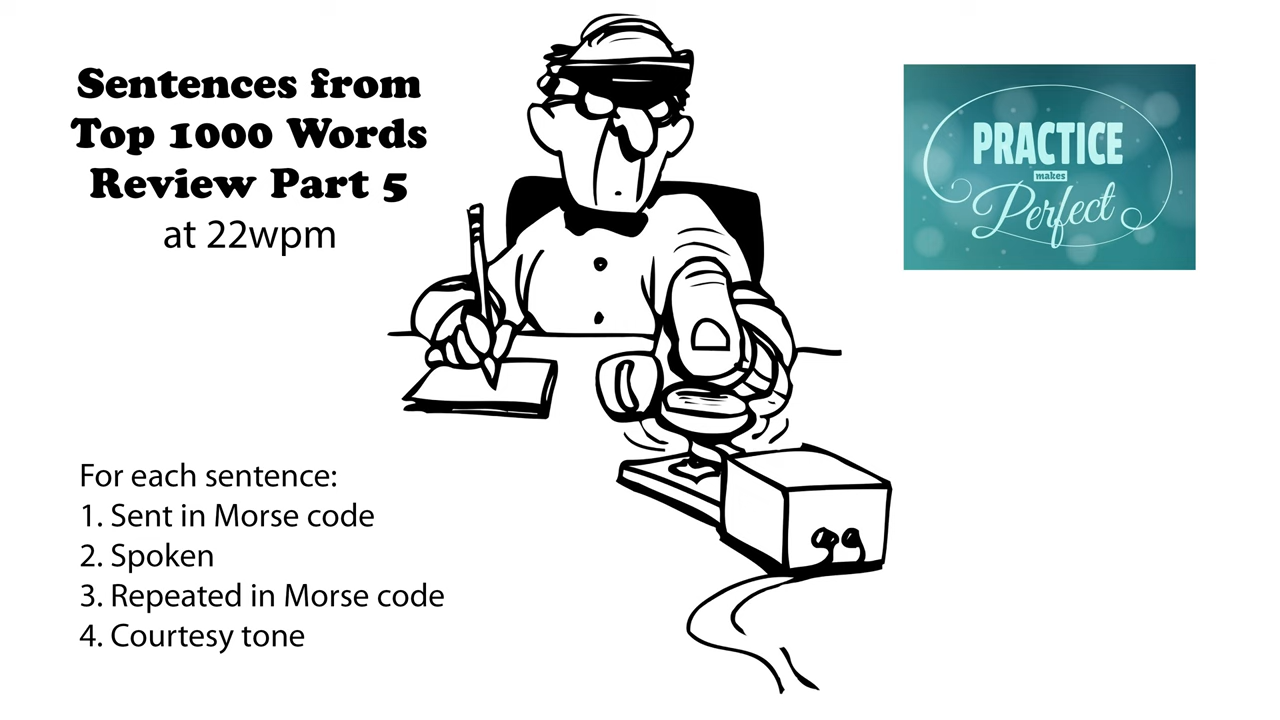 Sentences from
Top 1000 Words
Review Part 5
at 22wpm
PRACTICE
makes
Perfect
For each sentence:
1. Sent in Morse code
2. Spoken
3. Repeated in Morse code
4. Courtesy tone